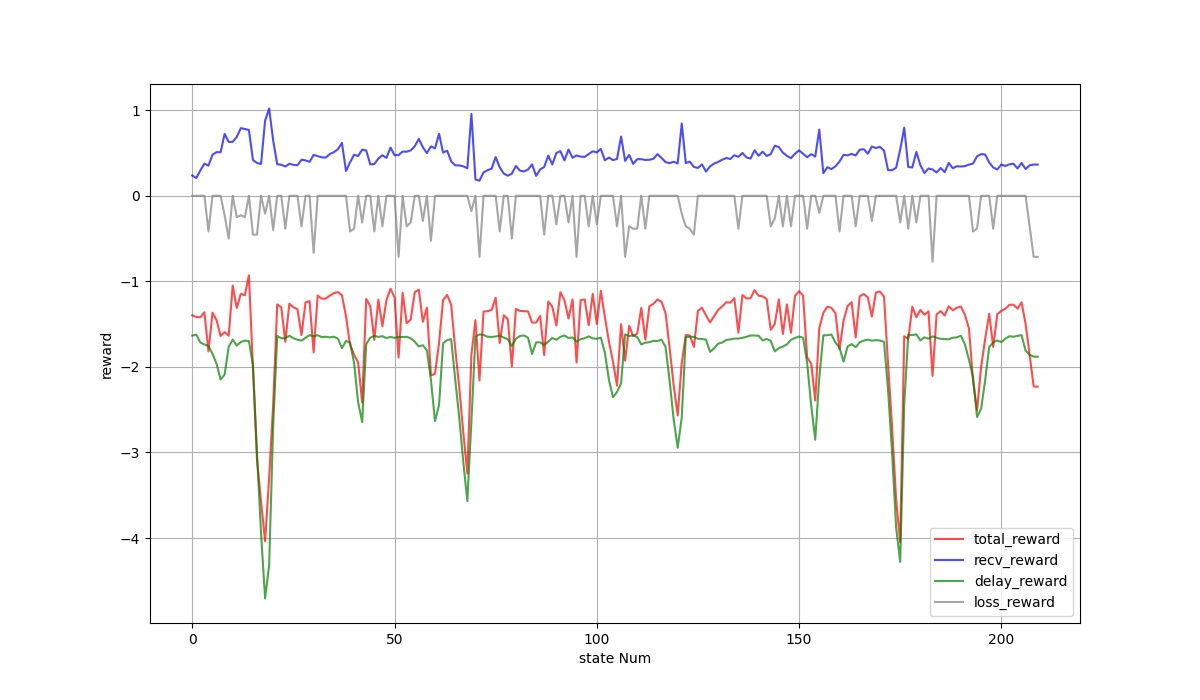 1
0
−1
−2
−3
−4
reward
0
50
100
150
200
state Num
total_reward
recv_reward
delay_reward
loss_reward